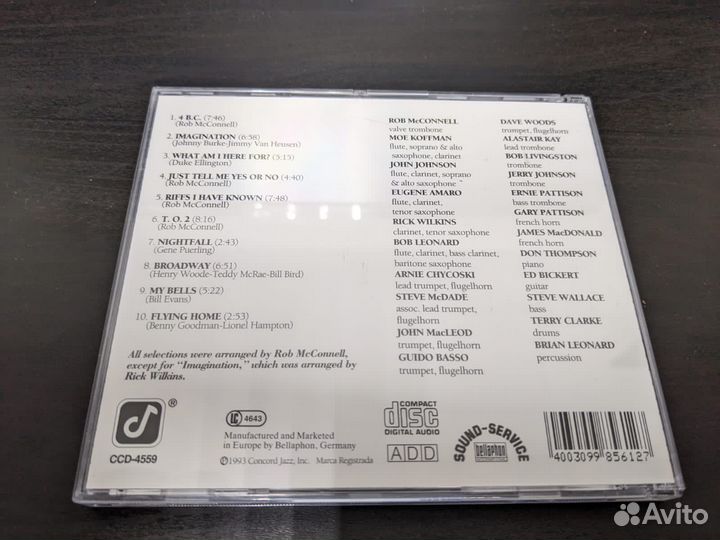 1. 4 B.C. (7:46)
(Rob McConnell)
2. IMAGINATION (6:58)
(Johnny Burke-Jimmy Van Heusen)
3. WHAT AM I HERE FOR? (5:15)
(Duke Ellington)
4. JUST TELL ME YES OR NO (4:40)
(Rob McConnell)
5. RIFFS I HAVE KNOWN (7:48)
(Rob McConnell)
6. T. O. 2 (8:16)
(Rob McConnell)
7. NIGHTFALL (2:43)
(Gene Puerling)
8. BROADWAY (6:51)
(Henry Woode-Teddy McRae-Bill Bird)
9. MY BELLS (5:22)
(Bill Evans)
10. FLYING HOME (2:53)
(Benny Goodman-Lionel Hampton)
All selections were arranged by Rob McConnell,
except for "Imagination," which was arranged by
Rick Wilkins.
ROB McCONNELL
valve trombone
MOE KOFFMAN
flute, soprano & alto
saxophone, clarinet
JOHN JOHNSON
flute, clarinet, soprano
& alto saxophone
EUGENE AMARO
flute, clarinet,
tenor saxophone
RICK WILKINS
clarinet, tenor saxophone
BOB LEONARD
flute, clarinet, bass clarinet,
baritone saxophone
ARNIE CHYCOSKI
lead trumpet, flugelhorn
STEVE McDADE
assoc. lead trumpet,
flugelhorn
JOHN MacLEOD
trumpet, flugelhorn
GUIDO BASSO
trumpet, flugelhorn
DAVE WOODS
trumpet, flugelhorn
ALASTAIR KAY
lead trombone
BOB LIVINGSTON
trombone
JERRY JOHNSON
trombone
ERNIE PATTISON
bass trombone
GARY PATTISON
french horn
JAMES MacDONALD
french horn
DON THOMPSON
piano
ED BICKERT
guitar
STEVE WALLACE
bass
TERRY CLARKE
drums
BRIAN LEONARD
percussion
®
CCD-4559
LC 4643
Manufactured and Marketed
in Europe by Bellaphon, Germany
©1993 Concord Jazz, Inc. Marca Registrada
COMPACT
disc
DIGITAL AUDIO
ADD
SOUND-SERVICE
bellaphon
4003099 856127
Avito